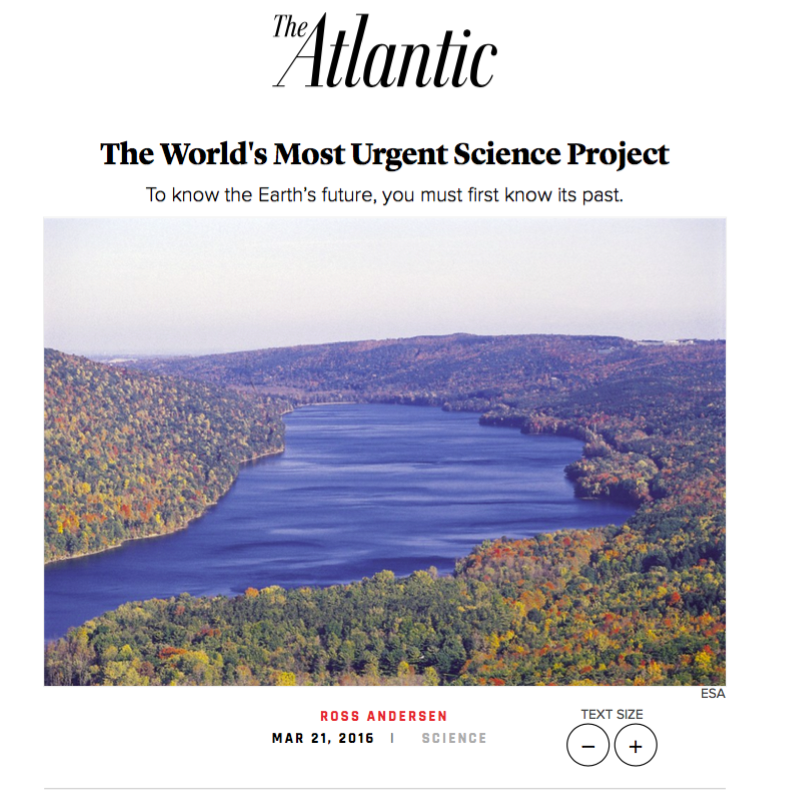 The Atlantic
The World's Most Urgent Science Project
To know the Earth's future, you must first know its past.
ESA
ROSS ANDERSEN
MAR 21, 2016 | SCIENCE
TEXT SIZE
− +